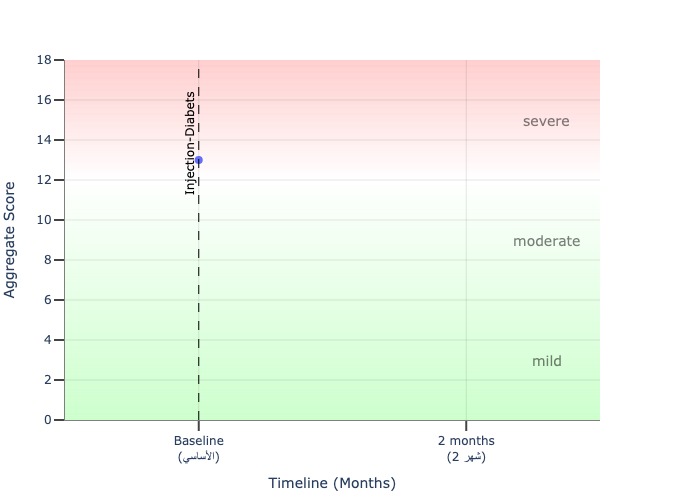 18
16
14
12
10
8
6
4
2
0
Aggregate Score
Injection-Diabets
severe
moderate
mild
Baseline
(الأساسي)
2 months
(2 شهر)
Timeline (Months)